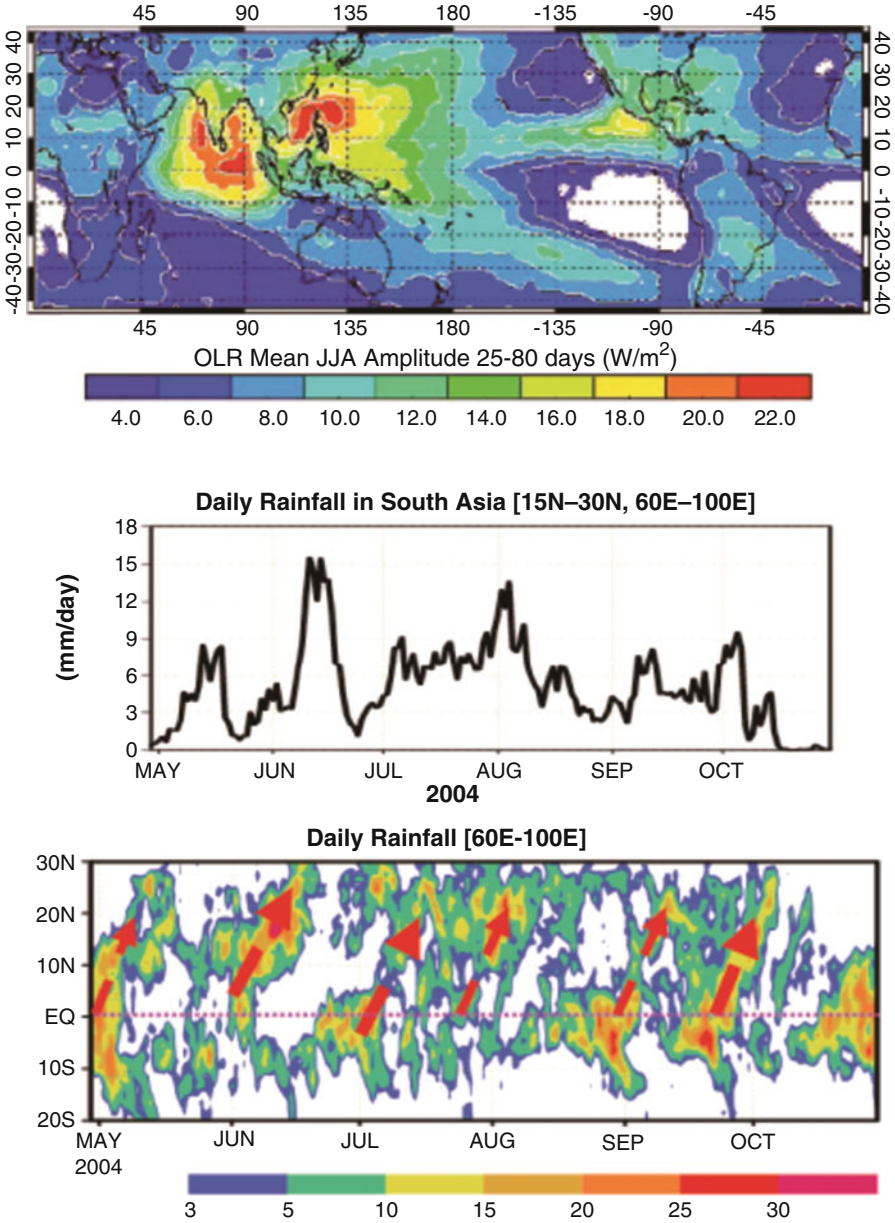 45 90 135 180 -135 -90 -45
40 30 20 10 0 -10 -20 -30 -40
40 30 20 10 0 -10 -20 -30 -40
45 90 135 180 -135 -90 -45
OLR Mean JJA Amplitude 25-80 days (W/m²)
4.0 6.0 8.0 10.0 12.0 14.0 16.0 18.0 20.0 22.0
Daily Rainfall in South Asia [15N–30N, 60E–100E]
(mm/day)
18
15
12
9
6
3
0
MAY JUN JUL AUG SEP OCT
2004
Daily Rainfall [60E-100E]
30N
20N
10N
EQ
10S
20S
MAY JUN JUL AUG SEP OCT
2004
3 5 10 15 20 25 30